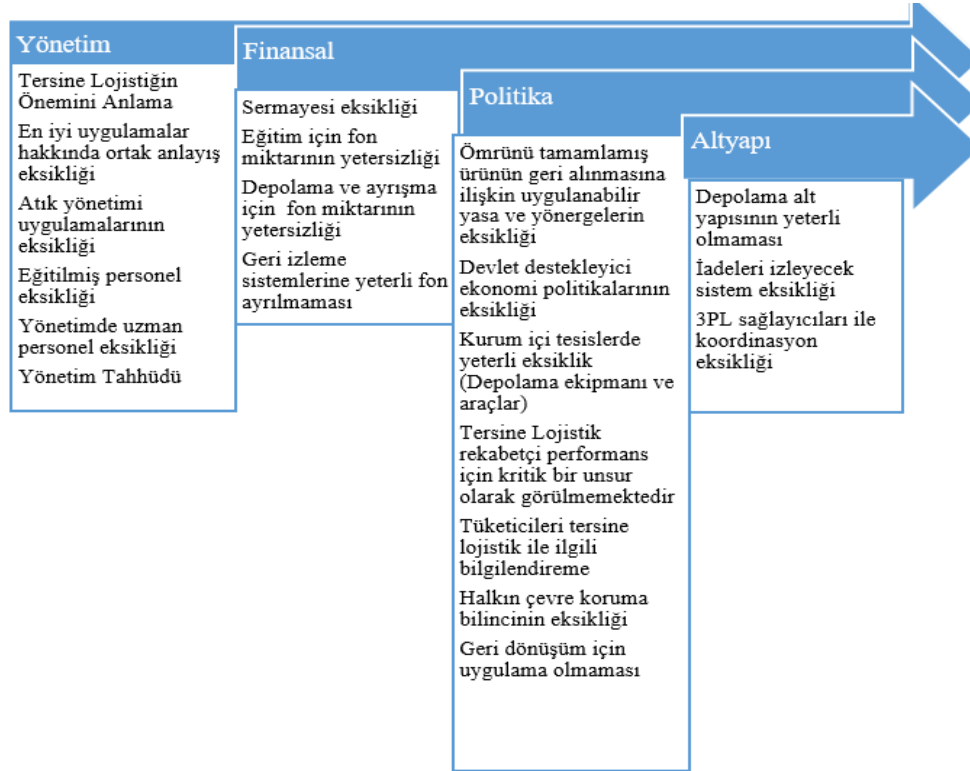 Yönetim
Tersine Lojistiğin
Önemini Anlama
En iyi uygulamalar
hakkında ortak anlayış
eksikliği
Atık yönetimi
uygulamalarının
eksikliği
Eğitilmiş personel
eksikliği
Yönetimde uzman
personel eksikliği
Yönetim Tahhüdü
Finansal
Sermayesi eksikliği
Eğitim için fon
miktarının yetersizliği
Depolama ve ayrışma
için fon miktarının
yetersizliği
Geri izleme
sistemlerine yeterli fon
ayrılmaması
Politika
Ömrünü tamamlamış
ürünün geri alınmasına
ilişkin uygulanabilir
yasa ve yönergelerin
eksikliği
Devlet destekleyici
ekonomi politikalarının
eksikliği
Kurum içi tesislerde
yeterli eksiklik
(Depolama ekipmanı ve
araçlar)
Tersine Lojistik
rekabetçi performans
için kritik bir unsur
olarak görülmemektedir
Tüketicileri tersine
lojistik ile ilgili
bilgilendireme
Halkın çevre koruma
bilincinin eksikliği
Geri dönüşüm için
uygulama olmaması
Altyapı
Depolama alt
yapısının yeterli
olmaması
İadeleri izleyecek
sistem eksikliği
3PL sağlayıcıları ile
koordinasyon
eksikliği